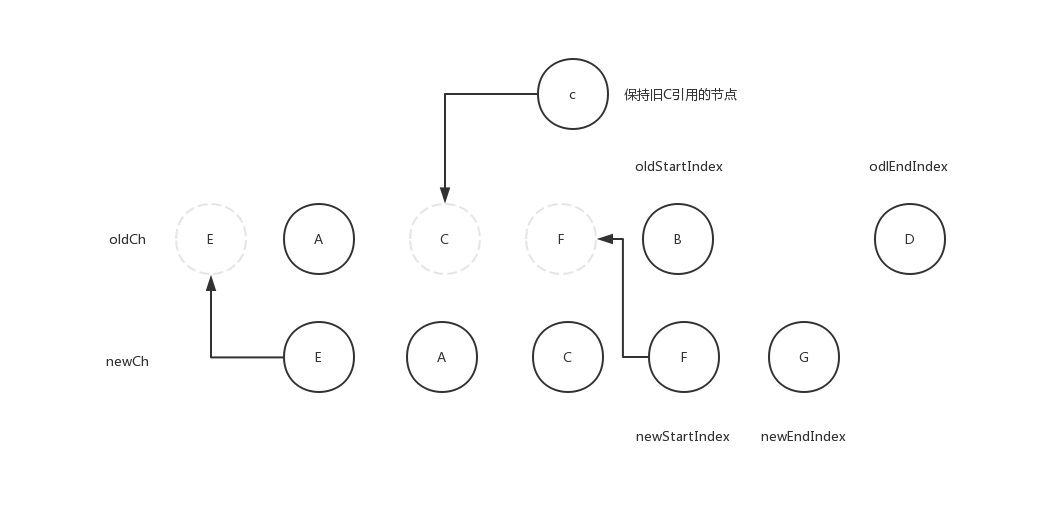 c 保持旧C引用的节点
oldStartIndex odlEndIndex
oldCh E A C F B D
newCh E A C F G
newStartIndex newEndIndex